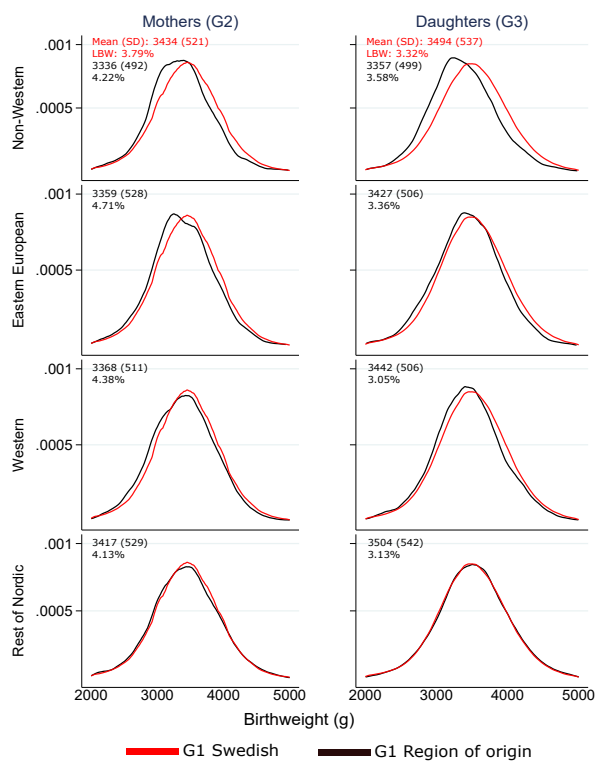 Mothers (G2)
Daughters (G3)
Non-Western
.001
.0005
Mean (SD): 3434 (521)
LBW: 3.79%
3336 (492)
4.22%
Mean (SD): 3494 (537)
LBW: 3.32%
3357 (499)
3.58%
Eastern European
.001
.0005
3359 (528)
4.71%
3427 (506)
3.36%
Western
.001
.0005
3368 (511)
4.38%
3442 (506)
3.05%
Rest of Nordic
.001
.0005
3417 (529)
4.13%
3504 (542)
3.13%
2000 3000 4000 5000
2000 3000 4000 5000
Birthweight (g)
G1 Swedish
G1 Region of origin